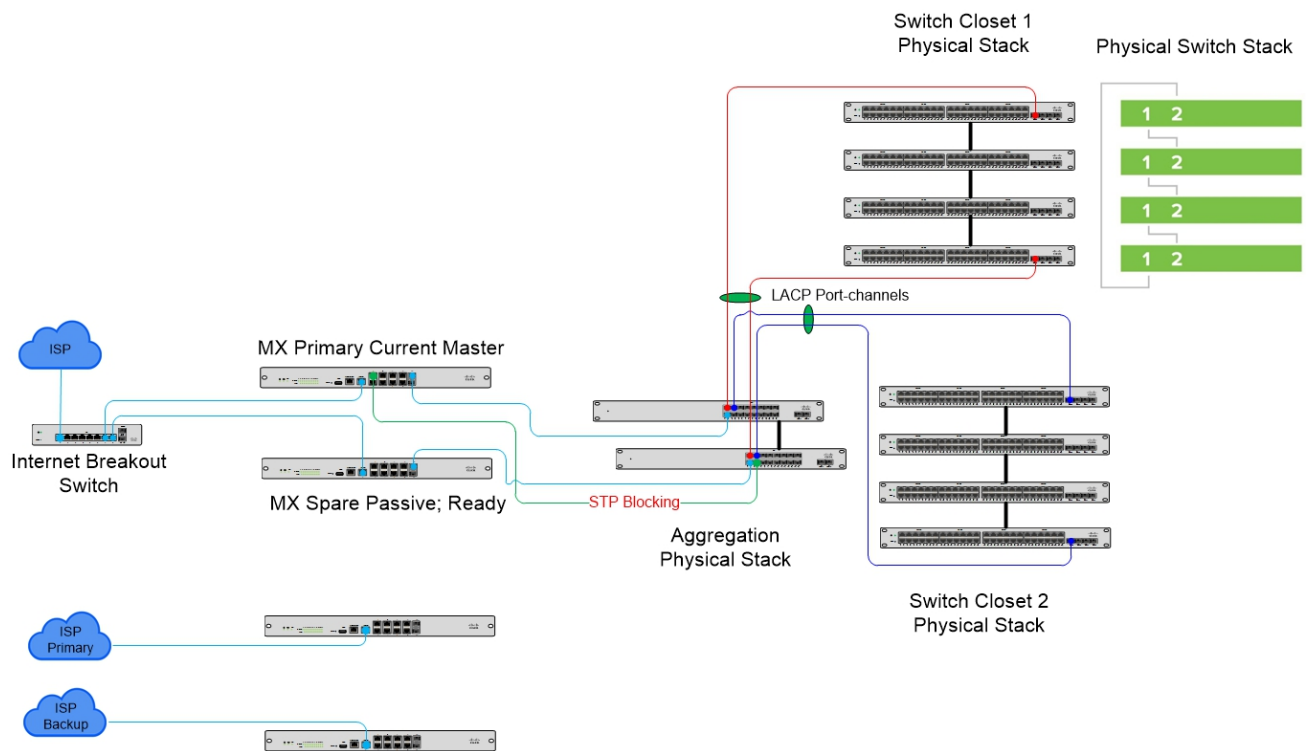 Switch Closet 1
Physical Stack
Physical Switch Stack
1 2
1 2
1 2
1 2
LACP Port-channels
ISP
MX Primary Current Master
Internet Breakout
Switch
MX Spare Passive; Ready
STP Blocking
Aggregation
Physical Stack
Switch Closet 2
Physical Stack
ISP
Primary
ISP
Backup